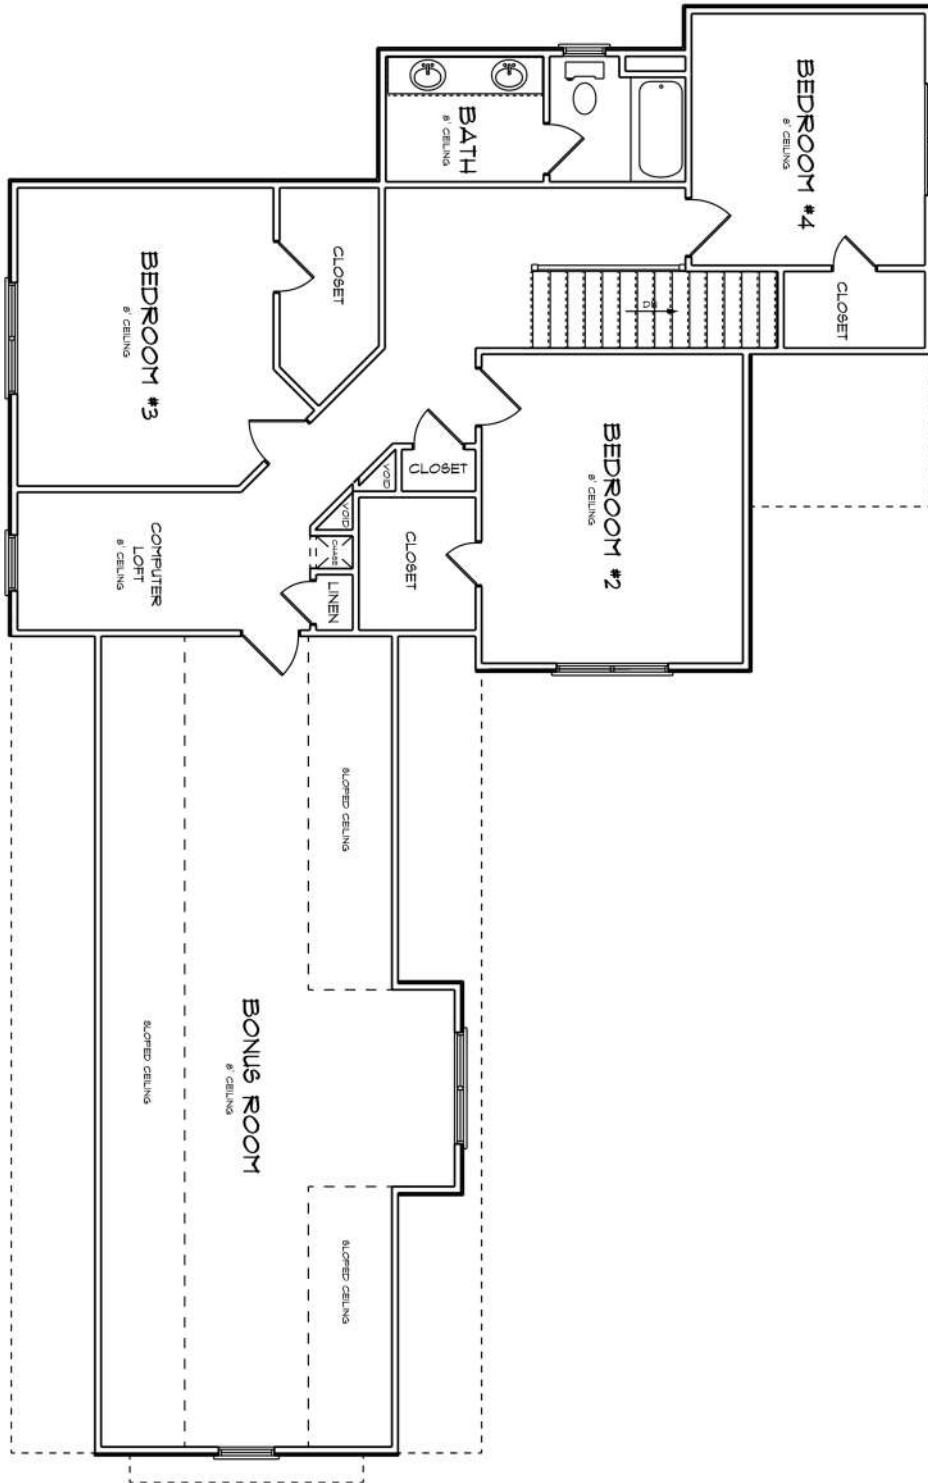 BEDROOM #4
8' CEILING
BATH
8' CEILING
CLOSET
CLOSET
BEDROOM #3
8' CEILING
BEDROOM #2
8' CEILING
CLOSET
VOID
VOID
CLOSET
COMPUTER
LOFT
8' CEILING
CHASE
LINEN
SLOPED CEILING
BONUS ROOM
8' CEILING
SLOPED CEILING
SLOPED CEILING